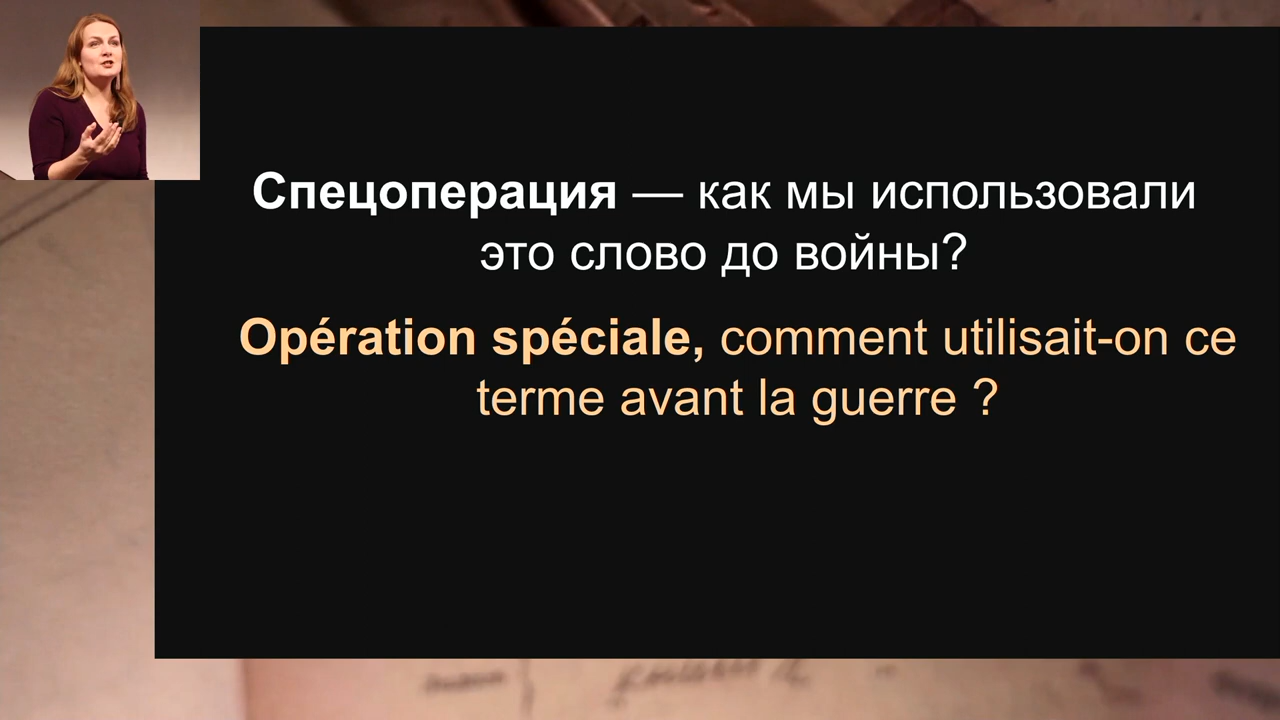 Спецоперация — как мы использовали
это слово до войны?
Opération spéciale, comment utilisait-on ce
terme avant la guerre ?